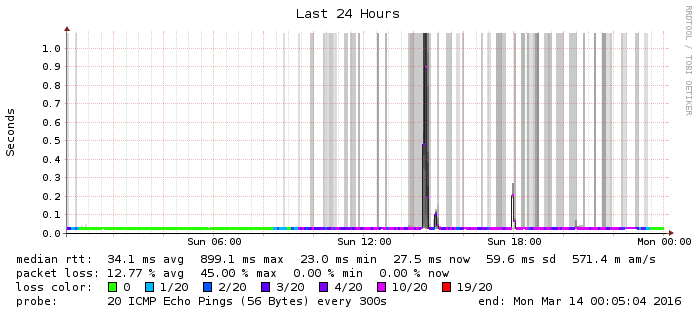 Last 24 Hours
RRDTOOL / TOBI OETIKER
Seconds
1.0
0.9
0.8
0.7
0.6
0.5
0.4
0.3
0.2
0.1
0.0
Sun 06:00 Sun 12:00 Sun 18:00 Mon 00:00
median rtt: 34.1 ms avg 899.1 ms max 23.0 ms min 27.5 ms now 59.6 ms sd 571.4 m am/s
packet loss: 12.77 % avg 45.00 % max 0.00 % min 0.00 % now
loss color: 0 1/20 2/20 3/20 4/20 10/20 19/20
probe: 20 ICMP Echo Pings (56 Bytes) every 300s end: Mon Mar 14 00:05:04 2016